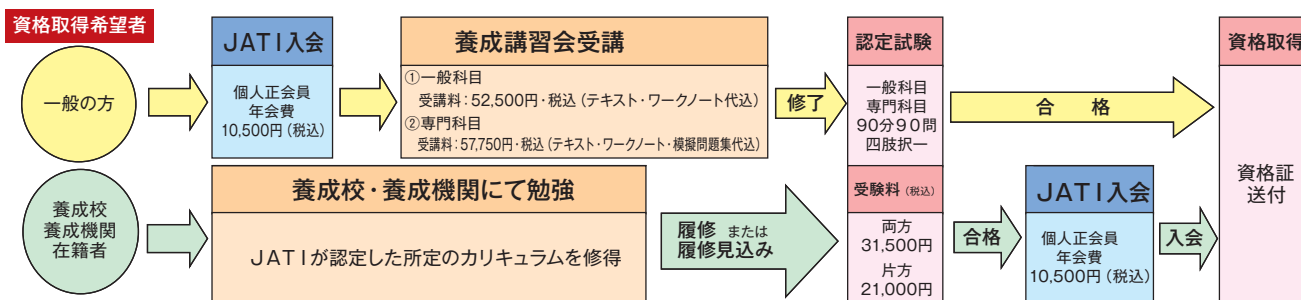 資格取得希望者
一般の方
JATI入会
個人正会員
年会費
10,500円(税込)
養成講習会受講
①一般科目
受講料:52,500円・税込(テキスト・ワークノート代込)
②専門科目
受講料:57,750円・税込(テキスト・ワークノート・模擬問題集代込)
修了
認定試験
一般科目
専門科目
90分90問
四肢択一
合 格
資格取得
資格証
送付
養成校
養成機関
在籍者
養成校・養成機関にて勉強
JATIが認定した所定のカリキュラムを修得
履修 または
履修見込み
受験料(税込)
両方
31,500円
片方
21,000円
合格
JATI入会
個人正会員
年会費
10,500円(税込)
入会